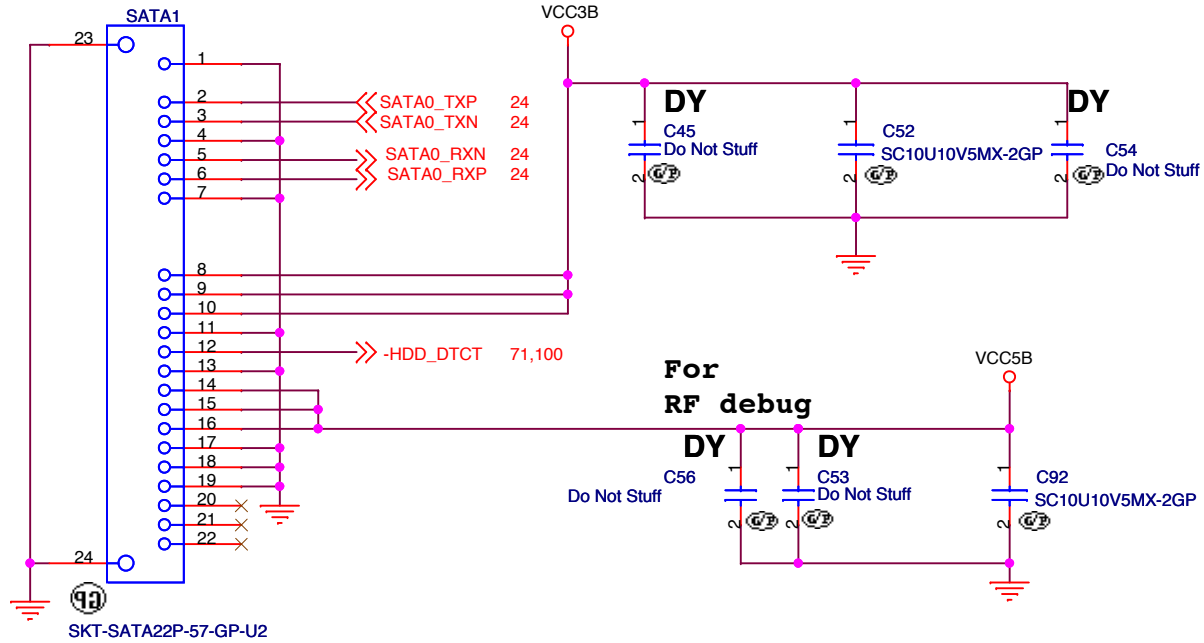 SATA1
VCC3B
23
1
2
SATA0_TXP 24
3
SATA0_TXN 24
4
5
SATA0_RXN 24
6
SATA0_RXP 24
7
DY
1
C45
Do Not Stuff
2
G/P
1
C52
SC10U10V5MX-2GP
2
G/P
DY
1
C54
Do Not Stuff
2
G/P
8
9
10
11
12
-HDD_DTCT 71,100
13
14
15
16
17
18
19
20
21
22
24
For
RF debug
VCC5B
DY
1
C56
Do Not Stuff
2
G/P
DY
1
C53
Do Not Stuff
2
G/P
1
C92
SC10U10V5MX-2GP
2
G/P
GP
SKT-SATA22P-57-GP-U2